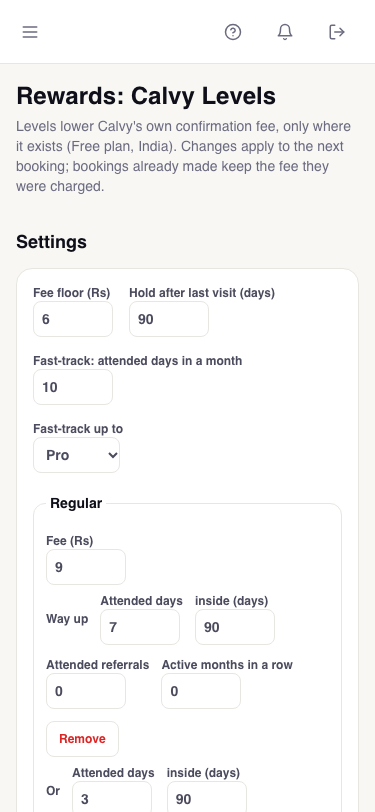 Rewards: Calvy Levels
Levels lower Calvy's own confirmation fee, only where
it exists (Free plan, India). Changes apply to the next
booking; bookings already made keep the fee they
were charged.
Settings
Fee floor (Rs) Hold after last visit (days)
6 90
Fast-track: attended days in a month
10
Fast-track up to
Pro
Regular
Fee (Rs)
9
Attended days inside (days)
Way up 7 90
Attended referrals Active months in a row
0 0
Remove
Attended days inside (days)
Or 3 90